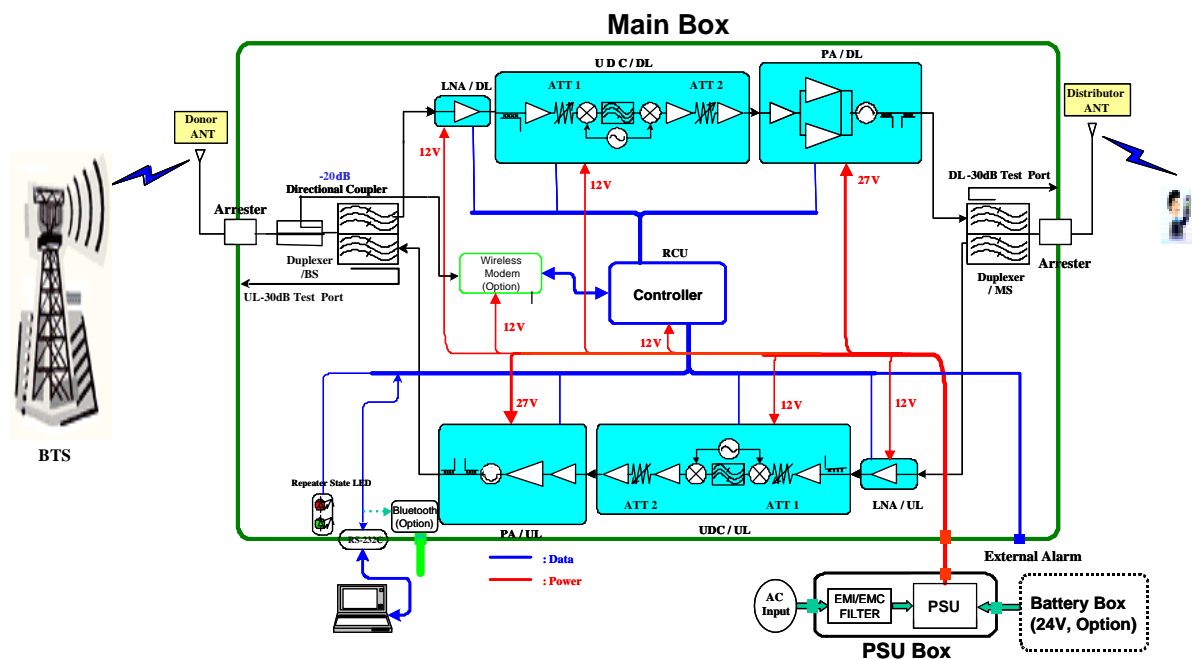 Main Box
U D C / DL
PA / DL
LNA / DL
ATT 1
ATT 2
Donor
ANT
Distributor
ANT
12V
12V
27V
-20dB
Directional Coupler
DL -30dB Test Port
Arrester
Duplexer
/BS
UL-30dB Test Port
Wireless
Modem
(Option)
RCU
Controller
Duplexer
/ MS
Arrester
12V
12V
27V
12V
12V
BTS
Repeater State LED
Bluetooth
(Option)
RS-232C
ATT 2
ATT 1
LNA / UL
PA / UL
UDC / UL
: Data
: Power
External Alarm
AC
Input
EMI/EMC
FILTER
PSU
Battery Box
(24V, Option)
PSU Box